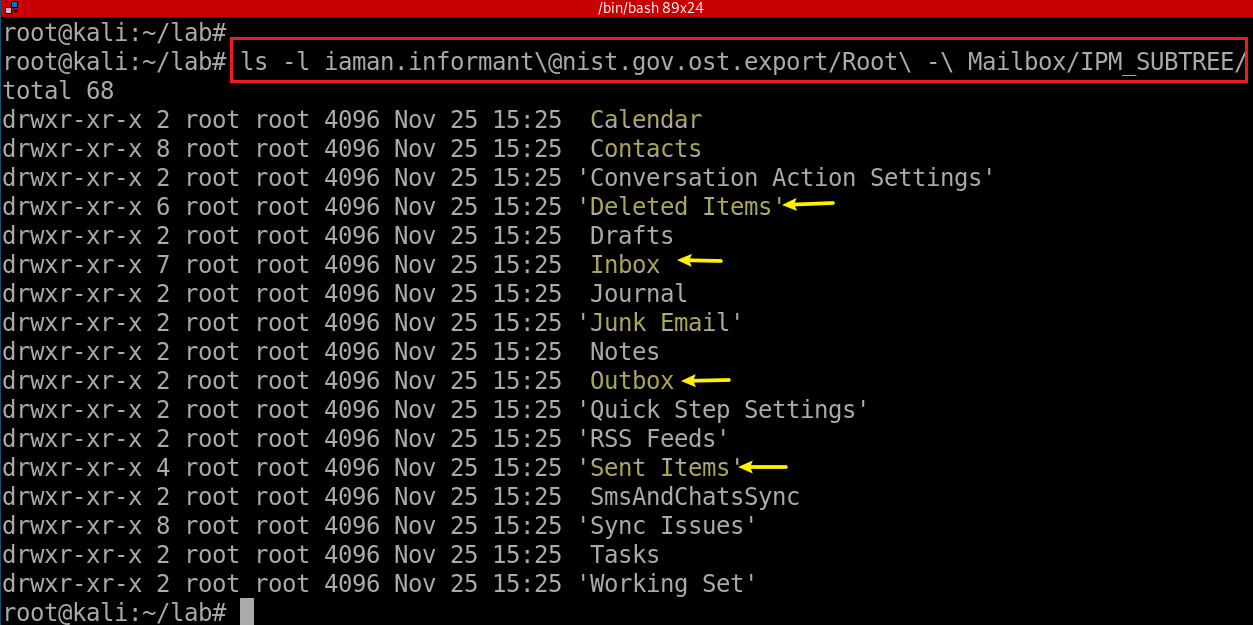 /bin/bash 89x24
root@kali:~/lab#
root@kali:~/lab# ls -l iaman.informant\@nist.gov.ost.export/Root\ -\ Mailbox/IPM_SUBTREE/
total 68
drwxr-xr-x 2 root root 4096 Nov 25 15:25  Calendar
drwxr-xr-x 8 root root 4096 Nov 25 15:25  Contacts
drwxr-xr-x 2 root root 4096 Nov 25 15:25 'Conversation Action Settings'
drwxr-xr-x 6 root root 4096 Nov 25 15:25 'Deleted Items'
drwxr-xr-x 2 root root 4096 Nov 25 15:25  Drafts
drwxr-xr-x 7 root root 4096 Nov 25 15:25  Inbox
drwxr-xr-x 2 root root 4096 Nov 25 15:25  Journal
drwxr-xr-x 2 root root 4096 Nov 25 15:25 'Junk Email'
drwxr-xr-x 2 root root 4096 Nov 25 15:25  Notes
drwxr-xr-x 2 root root 4096 Nov 25 15:25  Outbox
drwxr-xr-x 2 root root 4096 Nov 25 15:25 'Quick Step Settings'
drwxr-xr-x 2 root root 4096 Nov 25 15:25 'RSS Feeds'
drwxr-xr-x 4 root root 4096 Nov 25 15:25 'Sent Items'
drwxr-xr-x 2 root root 4096 Nov 25 15:25  SmsAndChatsSync
drwxr-xr-x 8 root root 4096 Nov 25 15:25 'Sync Issues'
drwxr-xr-x 2 root root 4096 Nov 25 15:25  Tasks
drwxr-xr-x 2 root root 4096 Nov 25 15:25 'Working Set'
root@kali:~/lab#